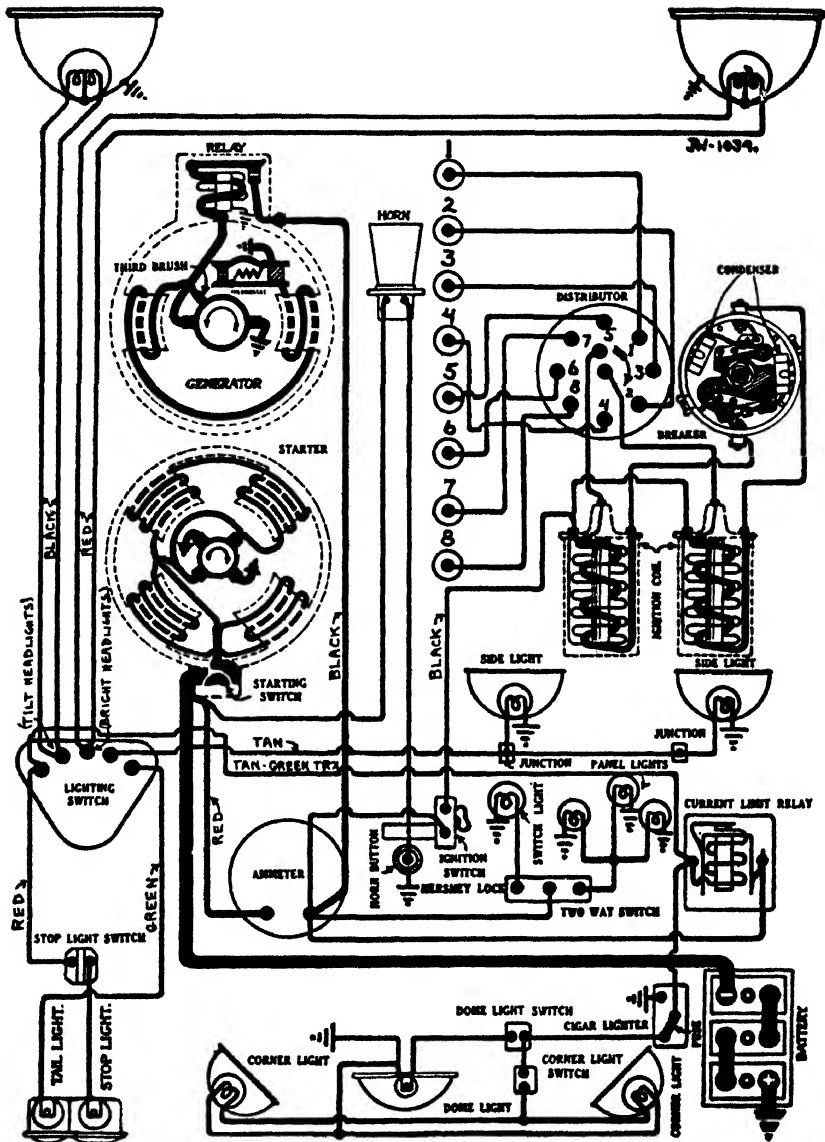 JW-1034.
RELAY
1
HORN
2
CONDENSER
3
THIRD BRUSH
DISTRIBUTOR
4
5
1
7
GENERATOR
5
6
3
8
2
4
6
BREAKER
STARTER
7
8
BLACK
RED
IGNITION COIL
(TILT HEADLIGHTS)
(BRIGHT HEADLIGHTS)
BLACK
BLACK
SIDE LIGHT
SIDE LIGHT
STARTING
SWITCH
JUNCTION
TAN
JUNCTION
PANEL LIGHTS
TAN-GREEN TR
LIGHTING
SWITCH
SWITCH LIGHT
CURRENT LIMIT RELAY
RED
HORN BUTTON
IGNITION
SWITCH
AMMETER
HERSHEY LOCK
RED
GREEN
TWO WAY SWITCH
STOP LIGHT SWITCH
DOME LIGHT SWITCH
CIGAR LIGHTER
FUSE
BATTERY
TAIL LIGHT.
STOP LIGHT.
CORNER LIGHT
CORNER LIGHT
SWITCH
CORNER LIGHT
DOME LIGHT